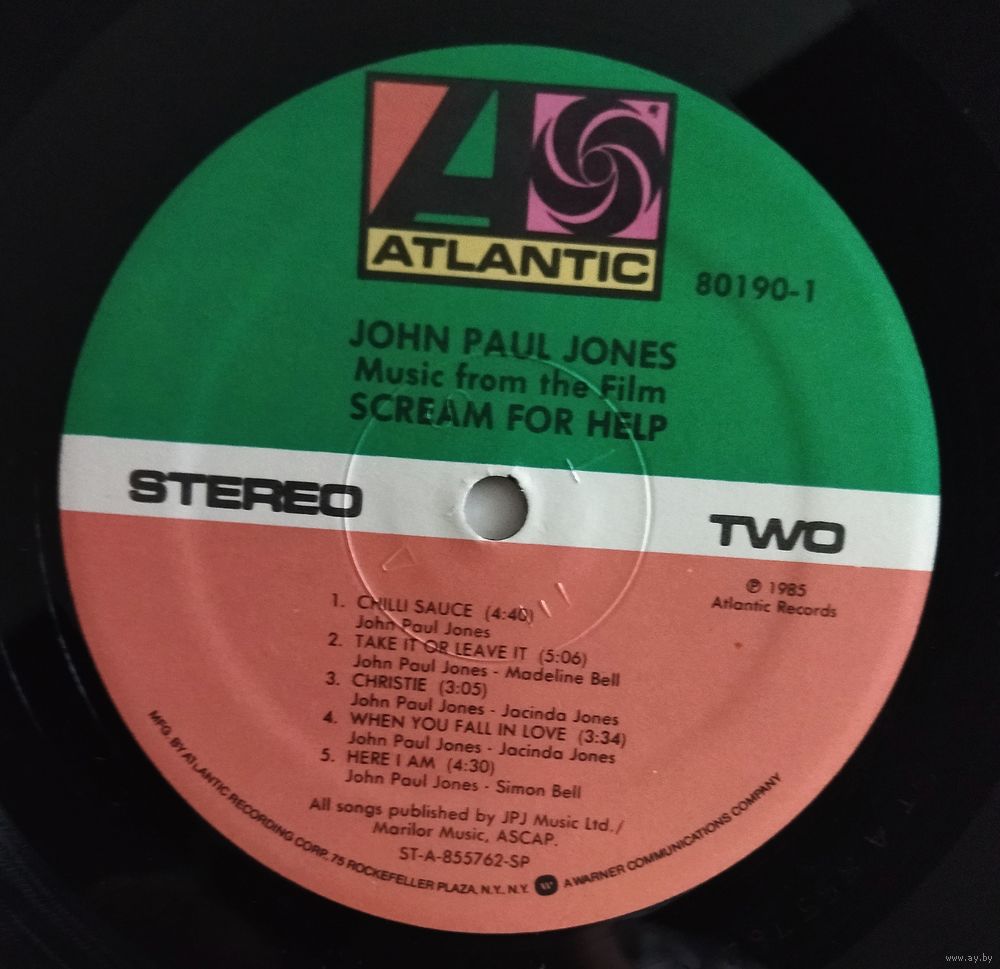 ATLANTIC
80190-1
JOHN PAUL JONES
Music from the Film
SCREAM FOR HELP
STEREO
TWO
℗ 1985
Atlantic Records
1. CHILLI SAUCE (4:40)
John Paul Jones
2. TAKE IT OR LEAVE IT (5:06)
John Paul Jones - Madeline Bell
3. CHRISTIE (3:05)
John Paul Jones - Jacinda Jones
4. WHEN YOU FALL IN LOVE (3:34)
John Paul Jones - Jacinda Jones
5. HERE I AM (4:30)
John Paul Jones - Simon Bell
All songs published by JPJ Music Ltd./
Marilor Music, ASCAP.
ST-A-855762-SP
MFG. BY ATLANTIC RECORDING CORP. 75 ROCKEFELLER PLAZA, N.Y., N.Y. A WARNER COMMUNICATIONS COMPANY
www.ay.by